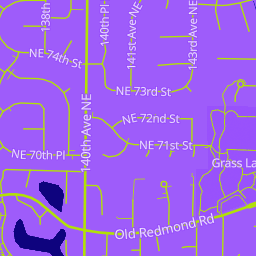 138th
140th Pl
141st Ave NE
143rd Ave NE
NE 74th St
NE 73rd St
140th Ave NE
NE 72nd St
NE 71st St
NE 70th Pl
Grass La
Old Redmond Rd